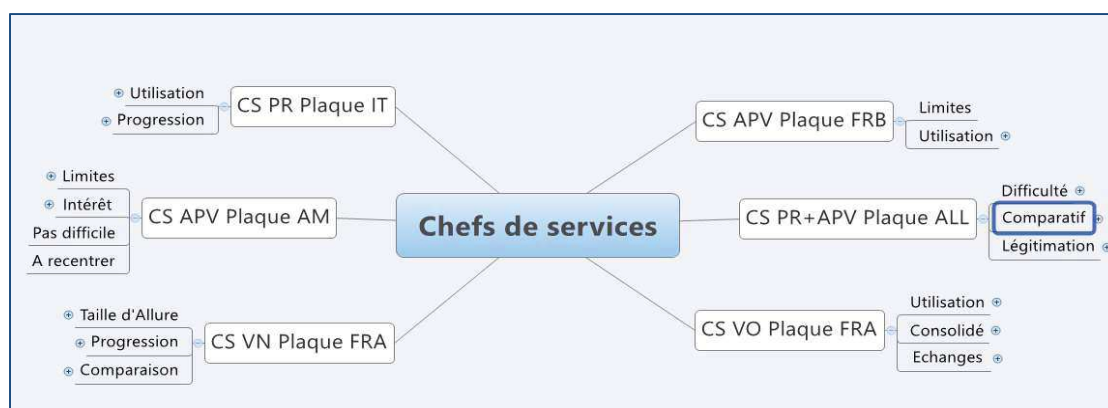 Chefs de services
CS PR Plaque IT
Utilisation
Progression
CS APV Plaque AM
Limites
Intérêt
Pas difficile
A recentrer
CS VN Plaque FRA
Taille d'Allure
Progression
Comparaison
CS APV Plaque FRB
Limites
Utilisation
CS PR+APV Plaque ALL
Difficulté
Comparatif
Légitimation
CS VO Plaque FRA
Utilisation
Consolidé
Echanges